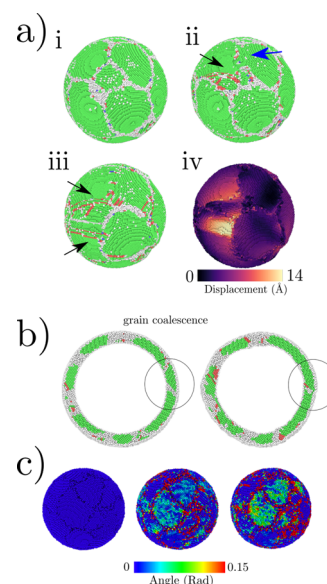 a)
i
ii
iii
iv
0
14
Displacement (Å)
b)
grain coalescence
c)
0
0.15
Angle (Rad)